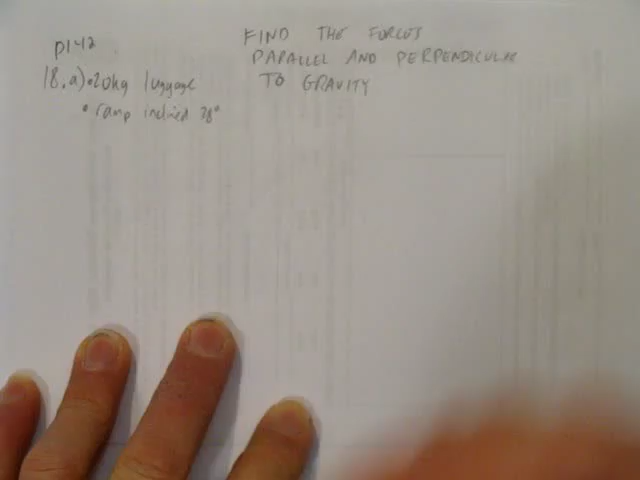 p142
18.a) • 20kg luggage
• ramp inclined 28°
FIND THE FORCES
PARALLEL AND PERPENDICULAR
TO GRAVITY